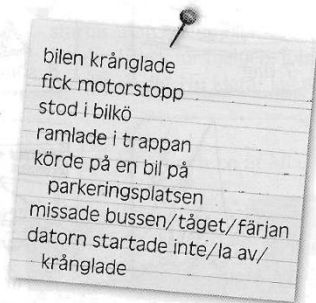 bilen krånglade
fick motorstopp
stod i bilkö
ramlade i trappan
körde på en bil på
parkeringsplatsen
missade bussen/tåget/färjan
datorn startade inte/la av/
krånglade